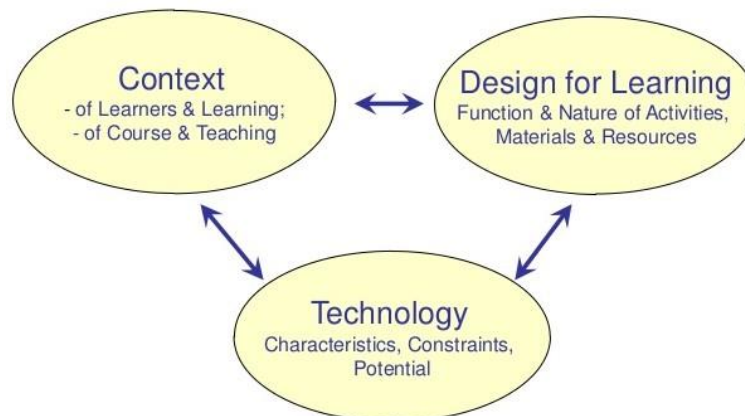 Context
- of Learners & Learning;
- of Course & Teaching
Design for Learning
Function & Nature of Activities,
Materials & Resources
Technology
Characteristics, Constraints,
Potential